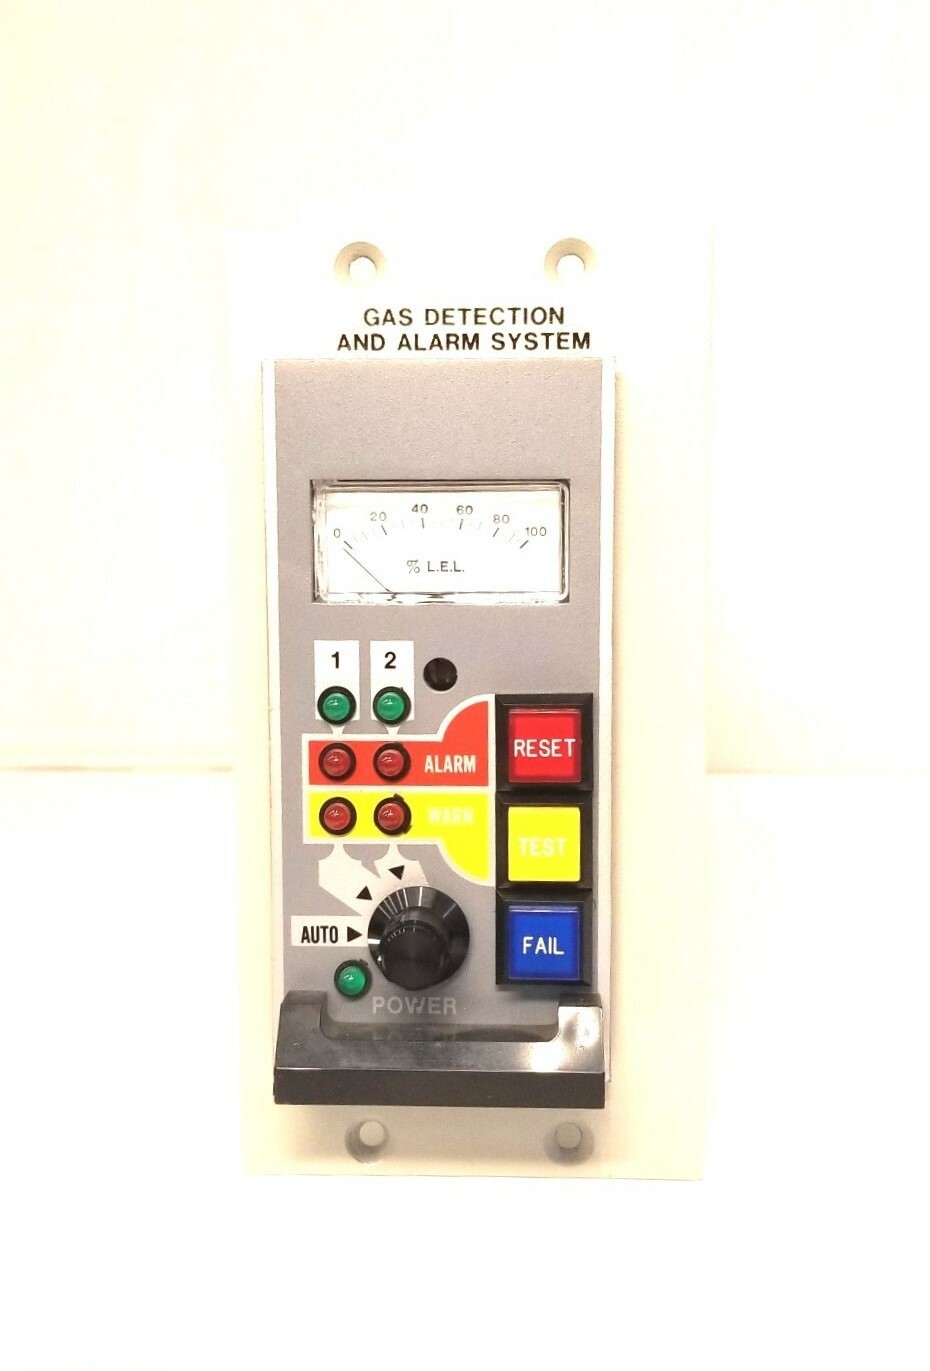 GAS DETECTION
AND ALARM SYSTEM
0 20 40 60 80 100
% L.E.L.
1 2
RESET
ALARM
WARN
TEST
AUTO
FAIL
POWER